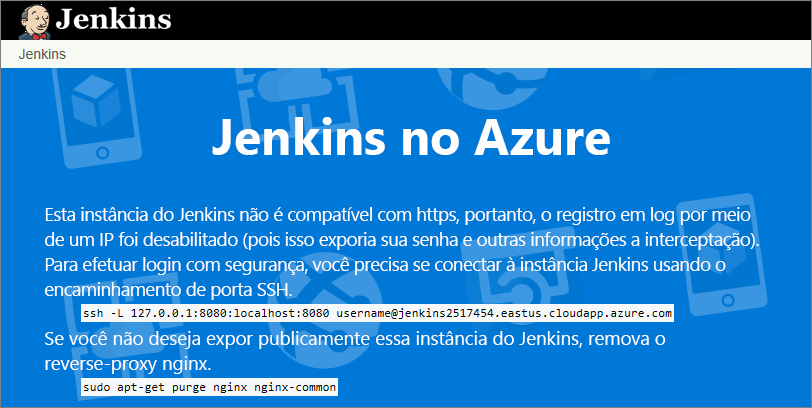 Jenkins
Jenkins
Jenkins no Azure
Esta instância do Jenkins não é compatível com https, portanto, o registro em log por meio
de um IP foi desabilitado (pois isso exporia sua senha e outras informações a interceptação).
Para efetuar login com segurança, você precisa se conectar à instância Jenkins usando o
encaminhamento de porta SSH.
ssh -L 127.0.0.1:8080:localhost:8080 username@jenkins2517454.eastus.cloudapp.azure.com
Se você não deseja expor publicamente essa instância do Jenkins, remova o
reverse-proxy nginx.
sudo apt-get purge nginx nginx-common